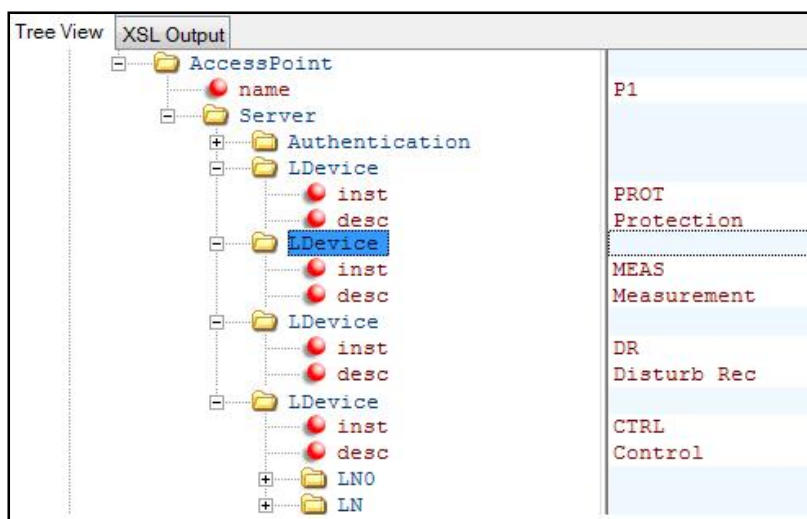 Tree View XSL Output
AccessPoint
name P1
Server
Authentication
LDevice
inst PROT
desc Protection
LDevice
inst MEAS
desc Measurement
LDevice
inst DR
desc Disturb Rec
LDevice
inst CTRL
desc Control
LN0
LN